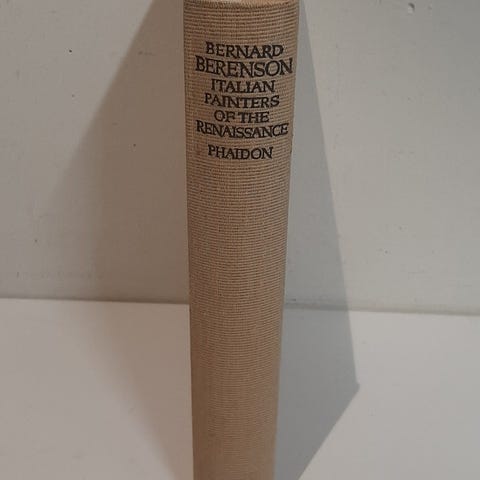 BERNARD
BERENSON
ITALIAN
PAINTERS
OF THE
RENAISSANCE
PHAIDON